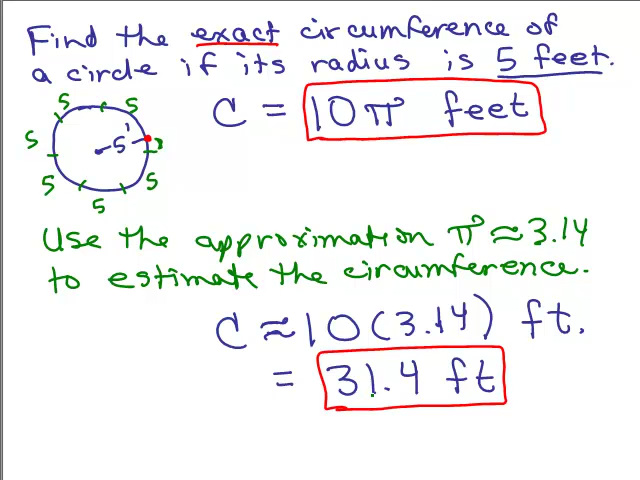 Find the exact circumference of
a circle if its radius is 5 feet.
C = 10π feet
5 5
5 5'
5 5
5
Use the approximation π ≈ 3.14
to estimate the circumference.
C ≈ 10(3.14) ft.
= 31.4 ft